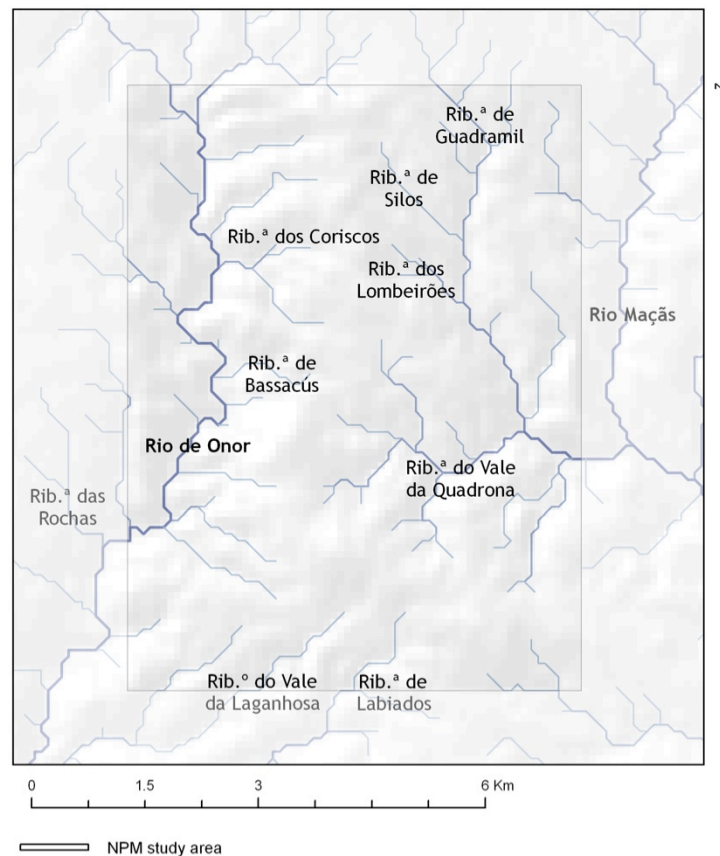 Rib.ª de
Guadramil
Rib.ª de
Silos
Rib.ª dos Coriscos
Rib.ª dos
Lombeirões
Rio Maçãs
Rib.ª de
Bassacús
Rio de Onor
Rib.ª do Vale
da Quadrona
Rib.ª das
Rochas
Rib.º do Vale
da Laganhosa
Rib.ª de
Labiados
0 1.5 3 6 Km
NPM study area